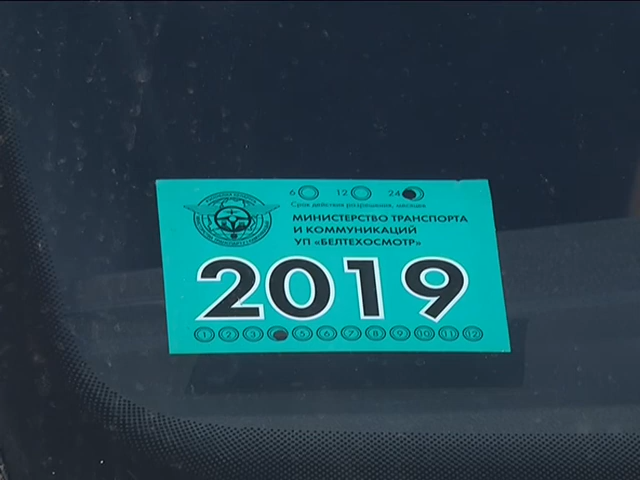 6 12 24
Срок действия разрешения, месяцев
МИНИСТЕРСТВО ТРАНСПОРТА
И КОММУНИКАЦИЙ
УП «БЕЛТЕХОСМОТР»
2019
1 2 3 5 6 7 8 9 10 11 12